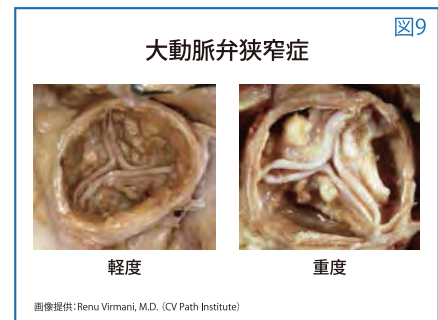 図9
大動脈弁狭窄症
軽度
重度
画像提供：Renu Virmani, M.D.（CV Path Institute）